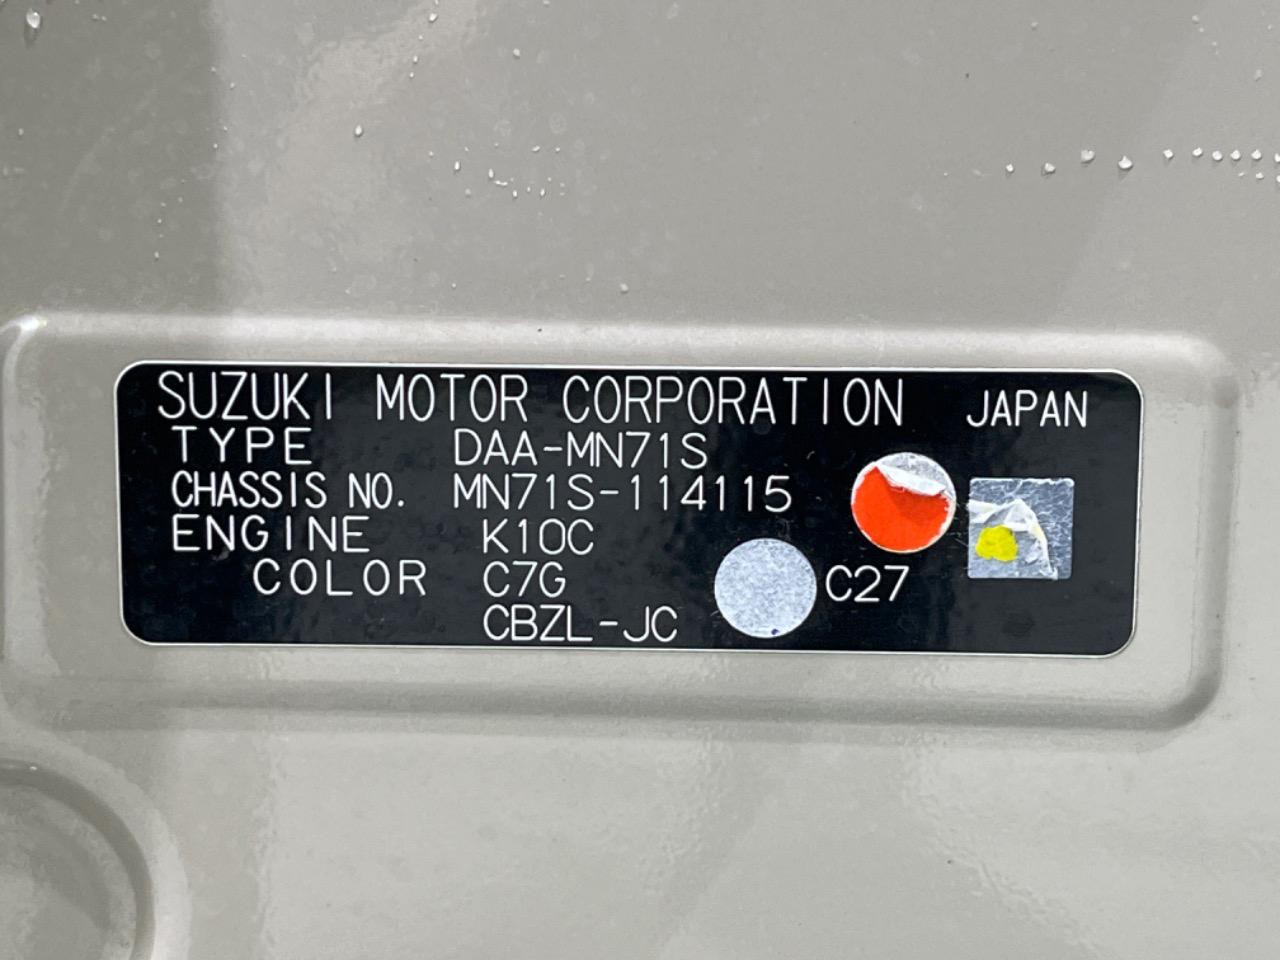 SUZUKI MOTOR CORPORATION JAPAN
TYPE DAA-MN71S
CHASSIS NO. MN71S-114115
ENGINE K10C
COLOR C7G C27
CBZL-JC